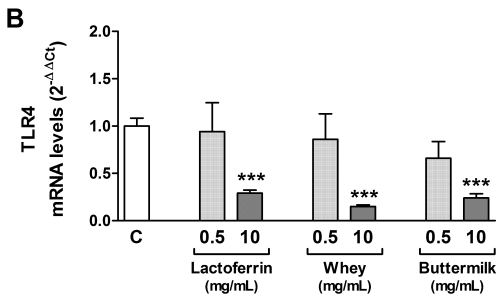 B
TLR4
mRNA levels (2-ΔΔCt)
2.0
1.5
1.0
0.5
0.0
*** *** ***
C 0.5 10 0.5 10 0.5 10
Lactoferrin Whey Buttermilk
(mg/mL) (mg/mL) (mg/mL)